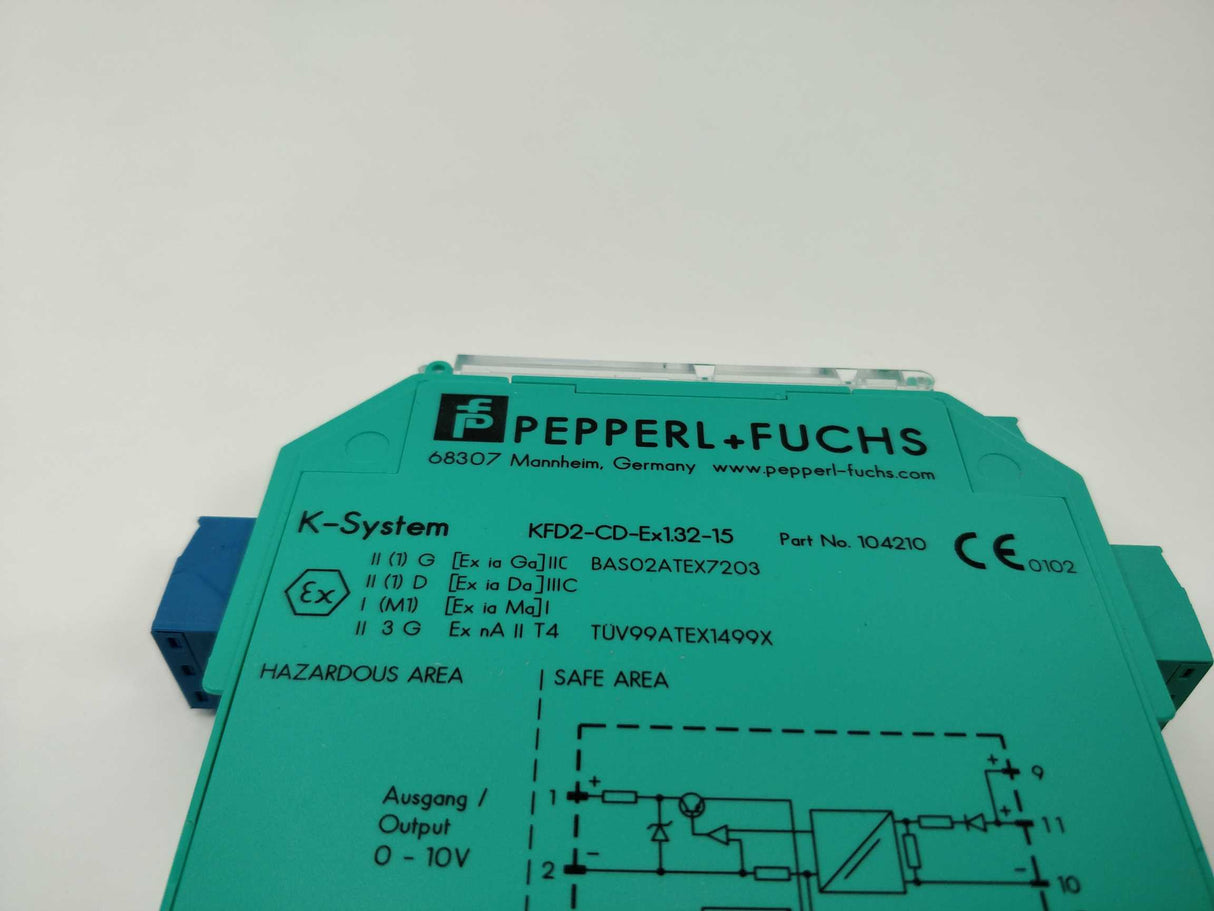 fp PEPPERL+FUCHS
68307 Mannheim, Germany www.pepperl-fuchs.com
K-System KFD2-CD-Ex1.32-15 Part No. 104210 CE 0102
II (1) G [Ex ia Ga] IIC BAS02ATEX7203
Ex II (1) D [Ex ia Da] IIIC
I (M1) [Ex ia Ma] I
II 3 G Ex nA II T4 TÜV99ATEX1499X
HAZARDOUS AREA | SAFE AREA
+ 9
1 + + 11
Ausgang /
Output
0 - 10V
2 - - 10